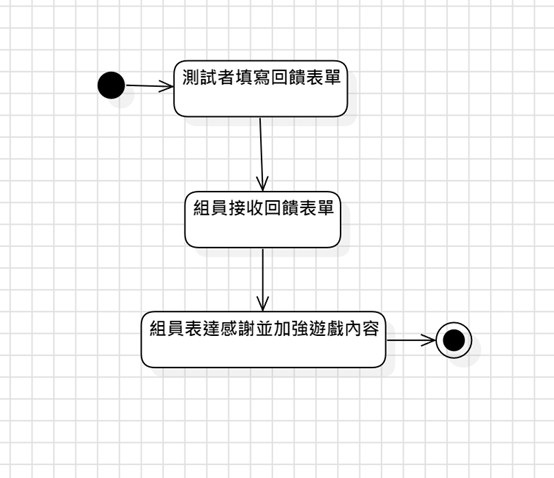 測試者填寫回饋表單
組員接收回饋表單
組員表達感謝並加強遊戲內容